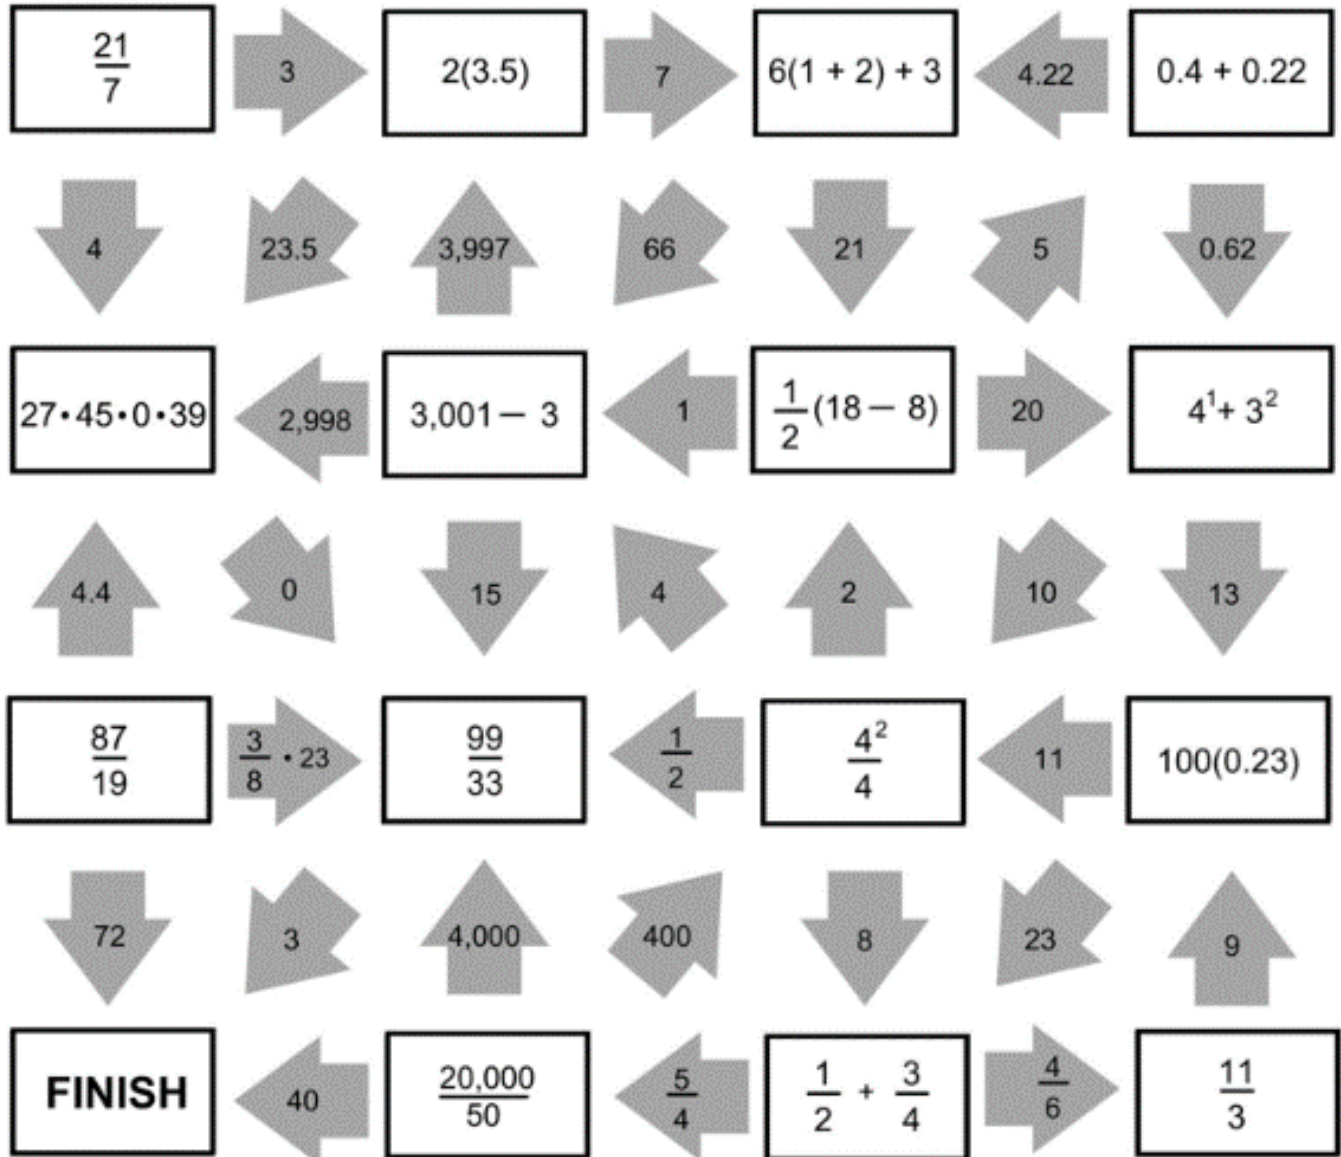 21/7 3 2(3.5) 7 6(1 + 2) + 3 4.22 0.4 + 0.22
4 23.5 3,997 66 21 5 0.62
27•45•0•39 2,998 3,001 − 3 1 1/2 (18 − 8) 20 4¹ + 3²
4.4 0 15 4 2 10 13
87/19 3/8 • 23 99/33 1/2 4²/4 11 100(0.23)
72 3 4,000 400 8 23 9
FINISH 40 20,000/50 5/4 1/2 + 3/4 4/6 11/3